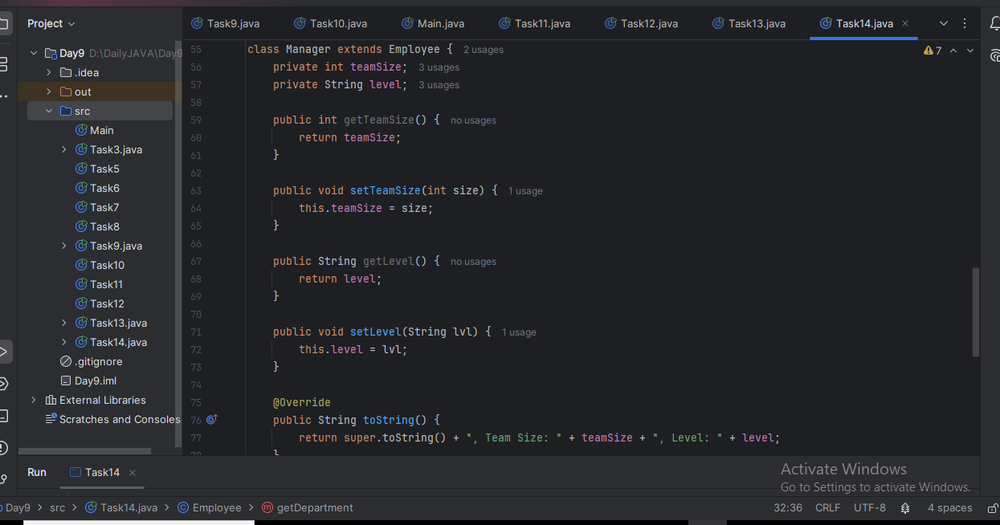 Project
Task9.java
Task10.java
Main.java
Task11.java
Task12.java
Task13.java
Task14.java
Day9 D:\DailyJAVA\Day9
.idea
out
src
Main
Task3.java
Task5
Task6
Task7
Task8
Task9.java
Task10
Task11
Task12
Task13.java
Task14.java
.gitignore
Day9.iml
External Libraries
Scratches and Consoles
7
55 class Manager extends Employee { 2 usages
56 private int teamSize; 3 usages
57 private String level; 3 usages
58
59 public int getTeamSize() { no usages
60 return teamSize;
61 }
62
63 public void setTeamSize(int size) { 1 usage
64 this.teamSize = size;
65 }
66
67 public String getLevel() { no usages
68 return level;
69 }
70
71 public void setLevel(String lvl) { 1 usage
72 this.level = lvl;
73 }
74
75 @Override
76 public String toString() {
77 return super.toString() + ", Team Size: " + teamSize + ", Level: " + level;
78 }
Run
Task14
Activate Windows
Go to Settings to activate Windows.
Day9 > src > Task14.java > Employee > getDepartment
32:36 CRLF UTF-8 4 spaces